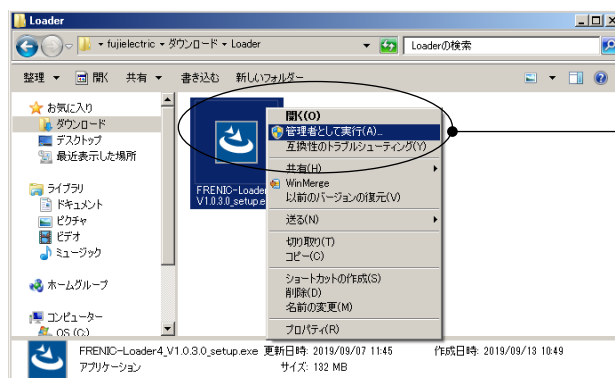 Loader
fujielectric ▾ ダウンロード ▾ Loader
Loaderの検索
整理 ▼ 開く 共有 ▼ 書き込む 新しいフォルダー
お気に入り
ダウンロード
デスクトップ
最近表示した場所
ライブラリ
ドキュメント
ピクチャ
ビデオ
ミュージック
ホームグループ
コンピューター
OS (C:)
FRENIC-Loader
V1.0.3.0_setup.e
開く(O)
管理者として実行(A)...
互換性のトラブルシューティング(Y)
共有(H)
WinMerge
以前のバージョンの復元(V)
送る(N)
切り取り(T)
コピー(C)
ショートカットの作成(S)
削除(D)
名前の変更(M)
プロパティ(R)
FRENIC-Loader4_V1.0.3.0_setup.exe 更新日時: 2019/09/07 11:45 作成日時: 2019/09/13 10:49
アプリケーション サイズ: 132 MB